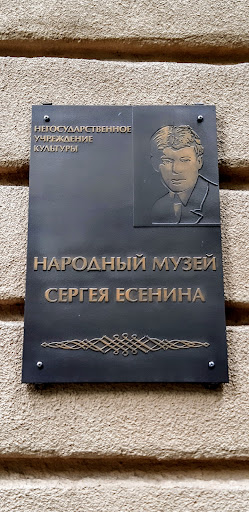 НЕГОСУДАРСТВЕННОЕ
УЧРЕЖДЕНИЕ
КУЛЬТУРЫ
НАРОДНЫЙ МУЗЕЙ
СЕРГЕЯ ЕСЕНИНА